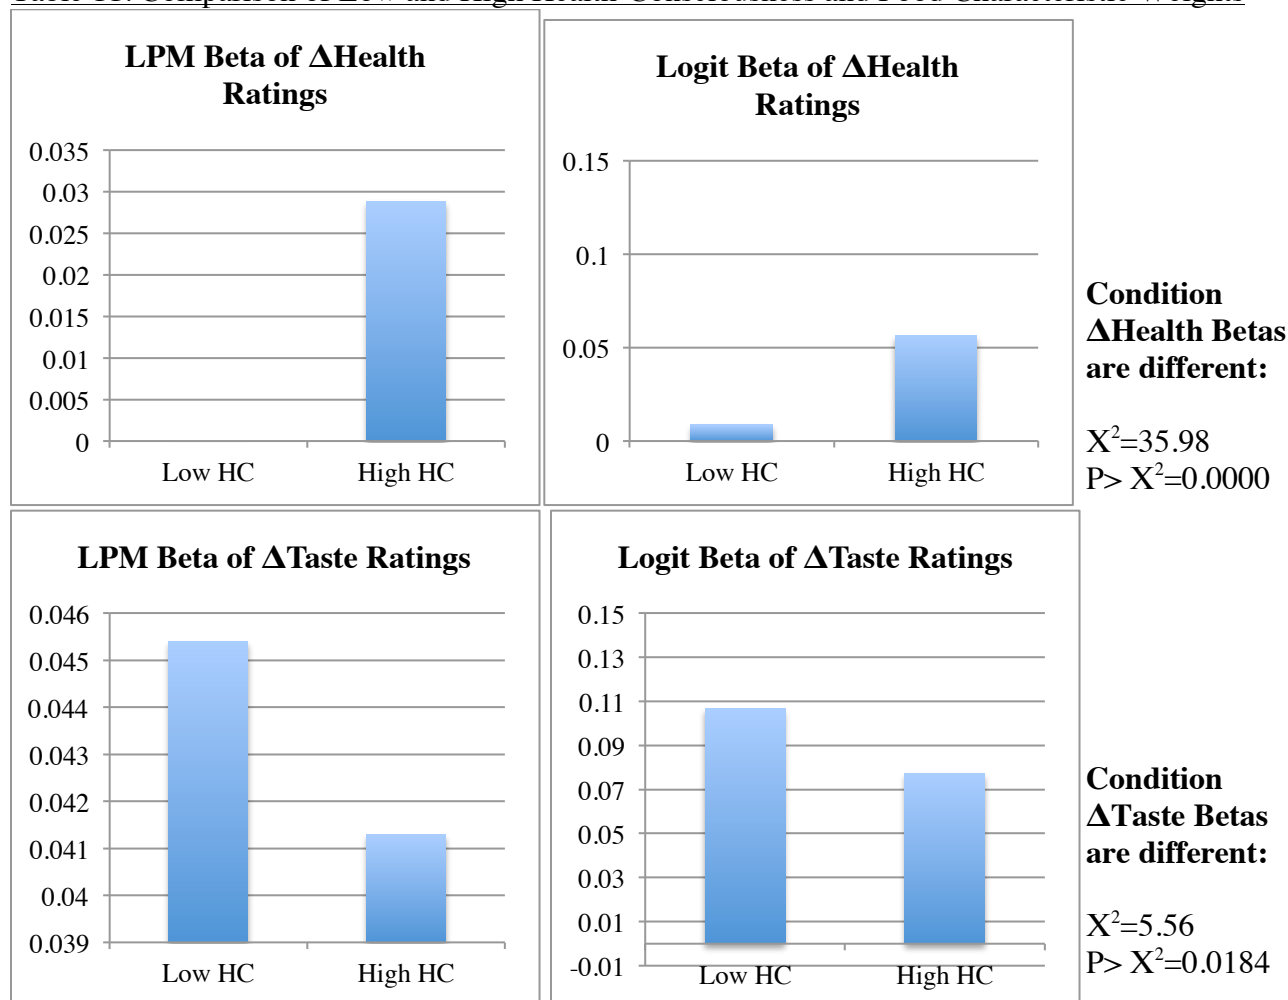 LPM Beta of ΔHealth
Ratings
0.035
0.03
0.025
0.02
0.015
0.01
0.005
0
Low HC High HC
Logit Beta of ΔHealth
Ratings
0.15
0.1
0.05
0
Low HC High HC
Condition
ΔHealth Betas
are different:
X²=35.98
P> X²=0.0000
LPM Beta of ΔTaste Ratings
0.046
0.045
0.044
0.043
0.042
0.041
0.04
0.039
Low HC High HC
Logit Beta of ΔTaste Ratings
0.15
0.13
0.11
0.09
0.07
0.05
0.03
0.01
-0.01
Low HC High HC
Condition
ΔTaste Betas
are different:
X²=5.56
P> X²=0.0184